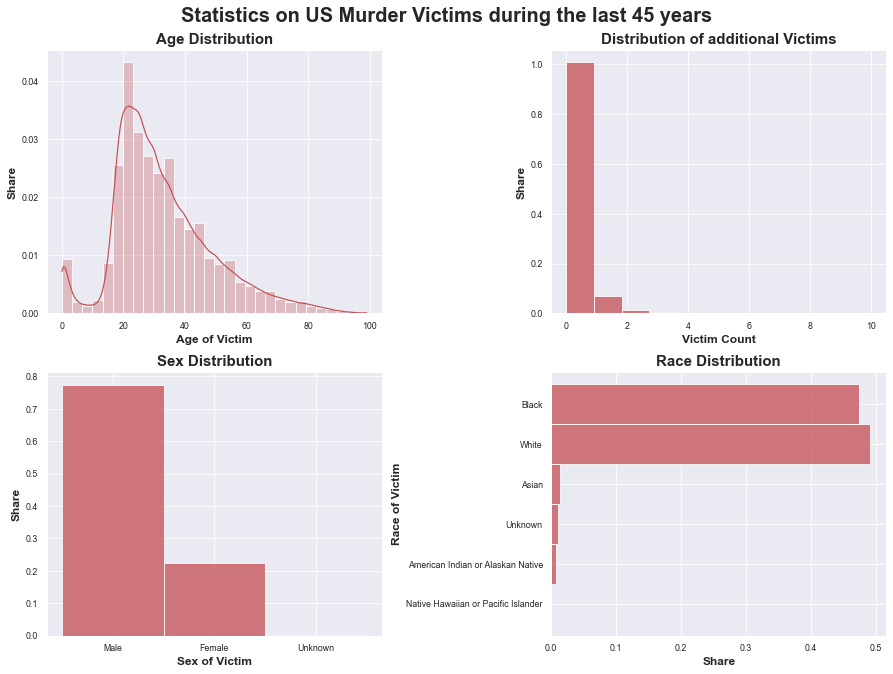 Statistics on US Murder Victims during the last 45 years
Age Distribution
Share
0.04
0.03
0.02
0.01
0.00
0 20 40 60 80 100
Age of Victim
Distribution of additional Victims
Share
1.0
0.8
0.6
0.4
0.2
0.0
0 2 4 6 8 10
Victim Count
Sex Distribution
Share
0.8
0.7
0.6
0.5
0.4
0.3
0.2
0.1
0.0
Male Female Unknown
Sex of Victim
Race Distribution
Race of Victim
Black
White
Asian
Unknown
American Indian or Alaskan Native
Native Hawaiian or Pacific Islander
0.0 0.1 0.2 0.3 0.4 0.5
Share